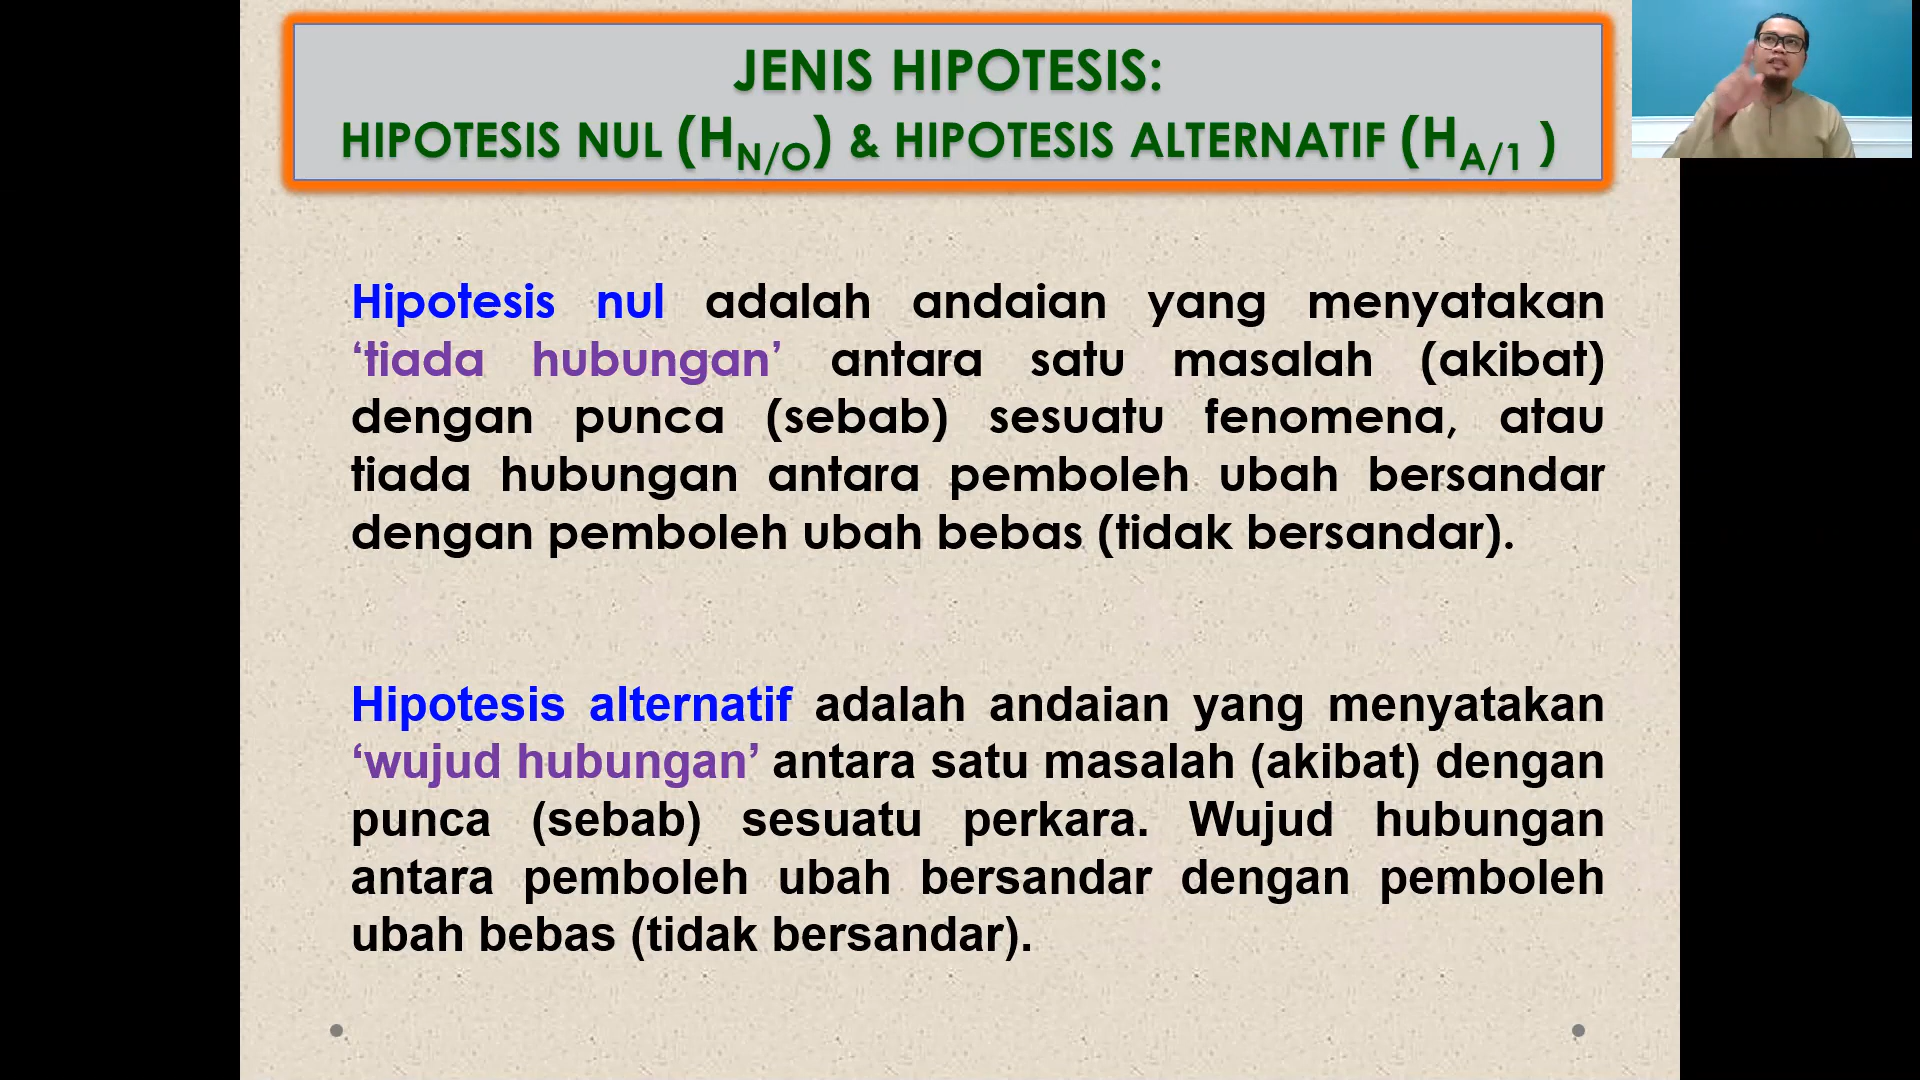 JENIS HIPOTESIS:
HIPOTESIS NUL (HN/O) & HIPOTESIS ALTERNATIF (HA/1 )
Hipotesis nul adalah andaian yang menyatakan
‘tiada hubungan’ antara satu masalah (akibat)
dengan punca (sebab) sesuatu fenomena, atau
tiada hubungan antara pemboleh ubah bersandar
dengan pemboleh ubah bebas (tidak bersandar).
Hipotesis alternatif adalah andaian yang menyatakan
‘wujud hubungan’ antara satu masalah (akibat) dengan
punca (sebab) sesuatu perkara. Wujud hubungan
antara pemboleh ubah bersandar dengan pemboleh
ubah bebas (tidak bersandar).